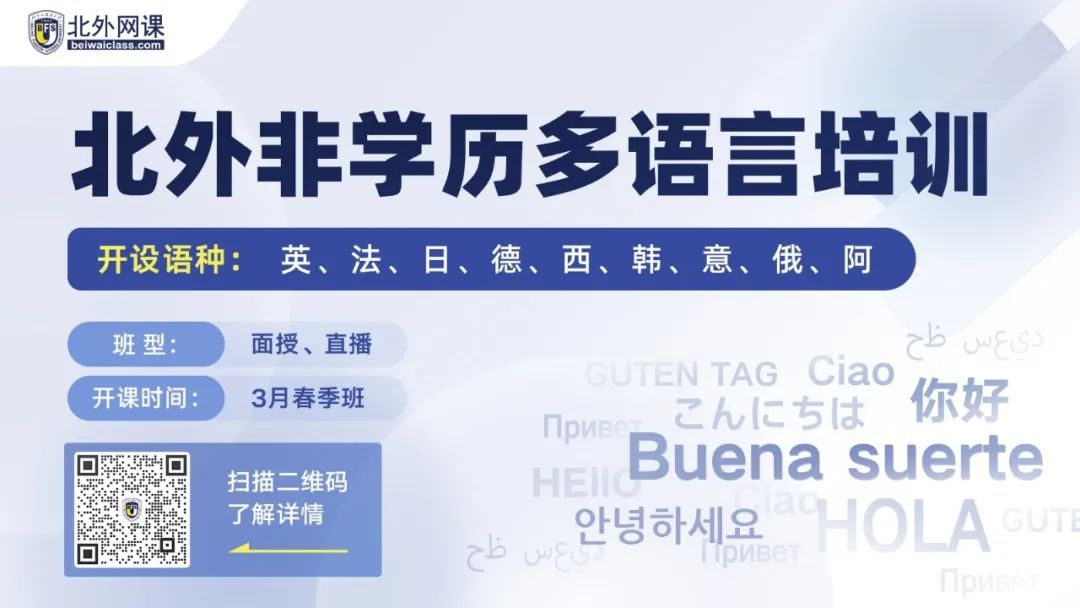 北外网课
beiwaiclass.com
北外非学历多语言培训
开设语种： 英、法、日、德、西、韩、意、俄、阿
班 型： 面授、直播
开课时间： 3月春季班
扫描二维码
了解详情
GUTEN TAG
Ciao
こんにちは
你好
Привет
Buena suerte
HEllO
Ciao
안녕하세요
HOLA
GUTE
Привет
Привет